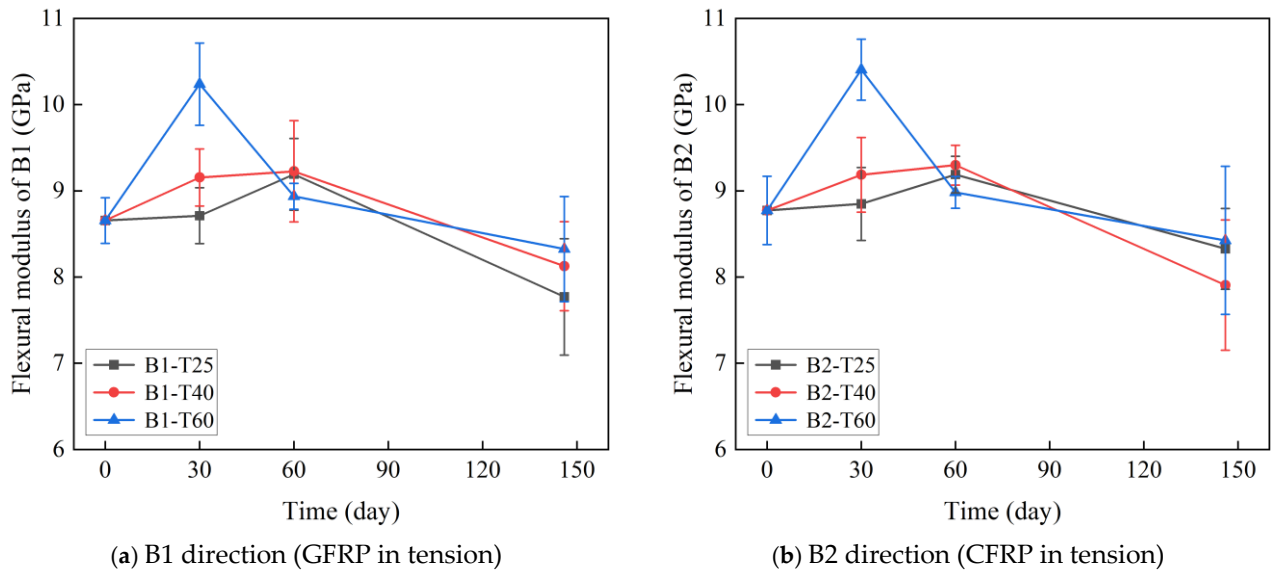 11
10
9
8
7
6
Flexural modulus of B1 (GPa)
B1-T25
B1-T40
B1-T60
0 30 60 90 120 150
Time (day)
(a) B1 direction (GFRP in tension)
11
10
9
8
7
6
Flexural modulus of B2 (GPa)
B2-T25
B2-T40
B2-T60
0 30 60 90 120 150
Time (day)
(b) B2 direction (CFRP in tension)